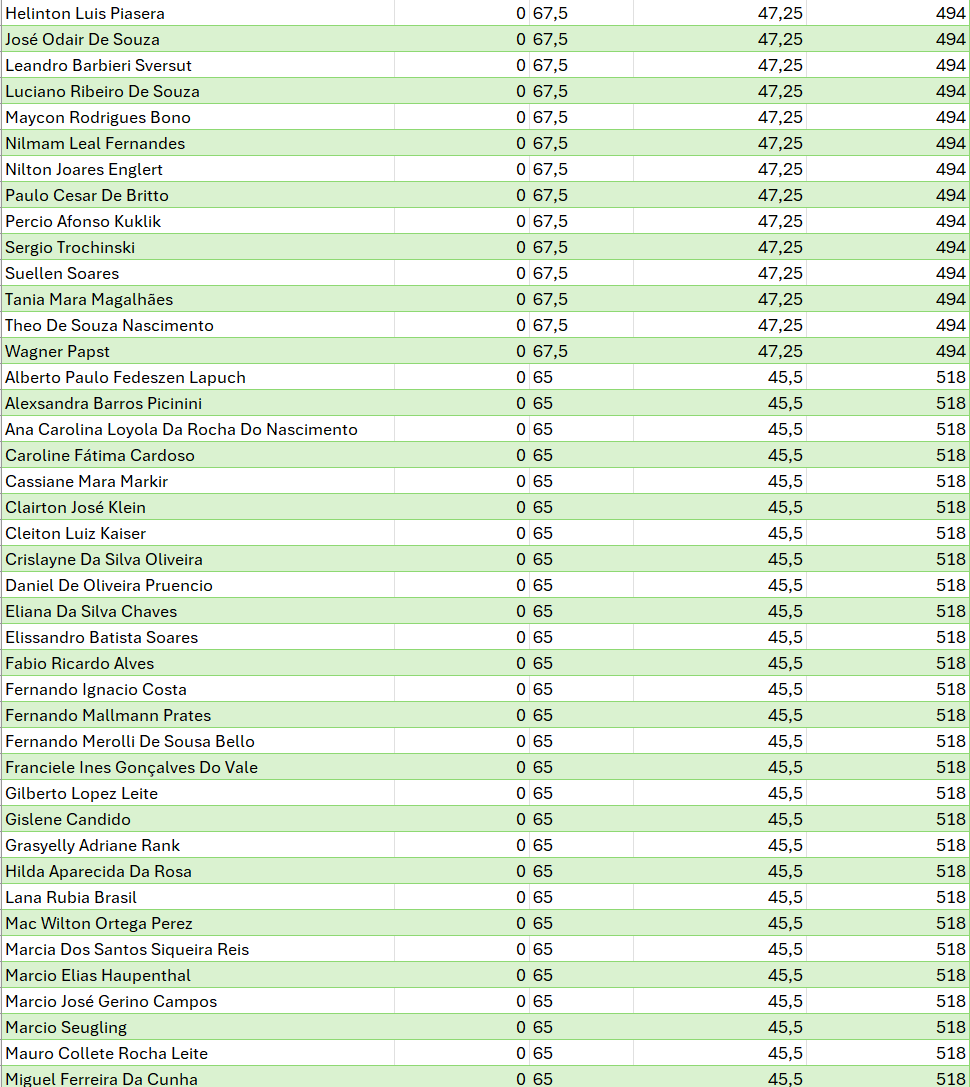 Helinton Luis Piasera 0 67,5 47,25 494
José Odair De Souza 0 67,5 47,25 494
Leandro Barbieri Sversut 0 67,5 47,25 494
Luciano Ribeiro De Souza 0 67,5 47,25 494
Maycon Rodrigues Bono 0 67,5 47,25 494
Nilmam Leal Fernandes 0 67,5 47,25 494
Nilton Joares Englert 0 67,5 47,25 494
Paulo Cesar De Britto 0 67,5 47,25 494
Percio Afonso Kuklik 0 67,5 47,25 494
Sergio Trochinski 0 67,5 47,25 494
Suellen Soares 0 67,5 47,25 494
Tania Mara Magalhães 0 67,5 47,25 494
Theo De Souza Nascimento 0 67,5 47,25 494
Wagner Papst 0 67,5 47,25 494
Alberto Paulo Fedeszen Lapuch 0 65 45,5 518
Alexsandra Barros Picinini 0 65 45,5 518
Ana Carolina Loyola Da Rocha Do Nascimento 0 65 45,5 518
Caroline Fátima Cardoso 0 65 45,5 518
Cassiane Mara Markir 0 65 45,5 518
Clairton José Klein 0 65 45,5 518
Cleiton Luiz Kaiser 0 65 45,5 518
Crislayne Da Silva Oliveira 0 65 45,5 518
Daniel De Oliveira Pruencio 0 65 45,5 518
Eliana Da Silva Chaves 0 65 45,5 518
Elissandro Batista Soares 0 65 45,5 518
Fabio Ricardo Alves 0 65 45,5 518
Fernando Ignacio Costa 0 65 45,5 518
Fernando Mallmann Prates 0 65 45,5 518
Fernando Merolli De Sousa Bello 0 65 45,5 518
Franciele Ines Gonçalves Do Vale 0 65 45,5 518
Gilberto Lopez Leite 0 65 45,5 518
Gislene Candido 0 65 45,5 518
Grasyelly Adriane Rank 0 65 45,5 518
Hilda Aparecida Da Rosa 0 65 45,5 518
Lana Rubia Brasil 0 65 45,5 518
Mac Wilton Ortega Perez 0 65 45,5 518
Marcia Dos Santos Siqueira Reis 0 65 45,5 518
Marcio Elias Haupenthal 0 65 45,5 518
Marcio José Gerino Campos 0 65 45,5 518
Marcio Seugling 0 65 45,5 518
Mauro Collete Rocha Leite 0 65 45,5 518
Miguel Ferreira Da Cunha 0 65 45,5 518